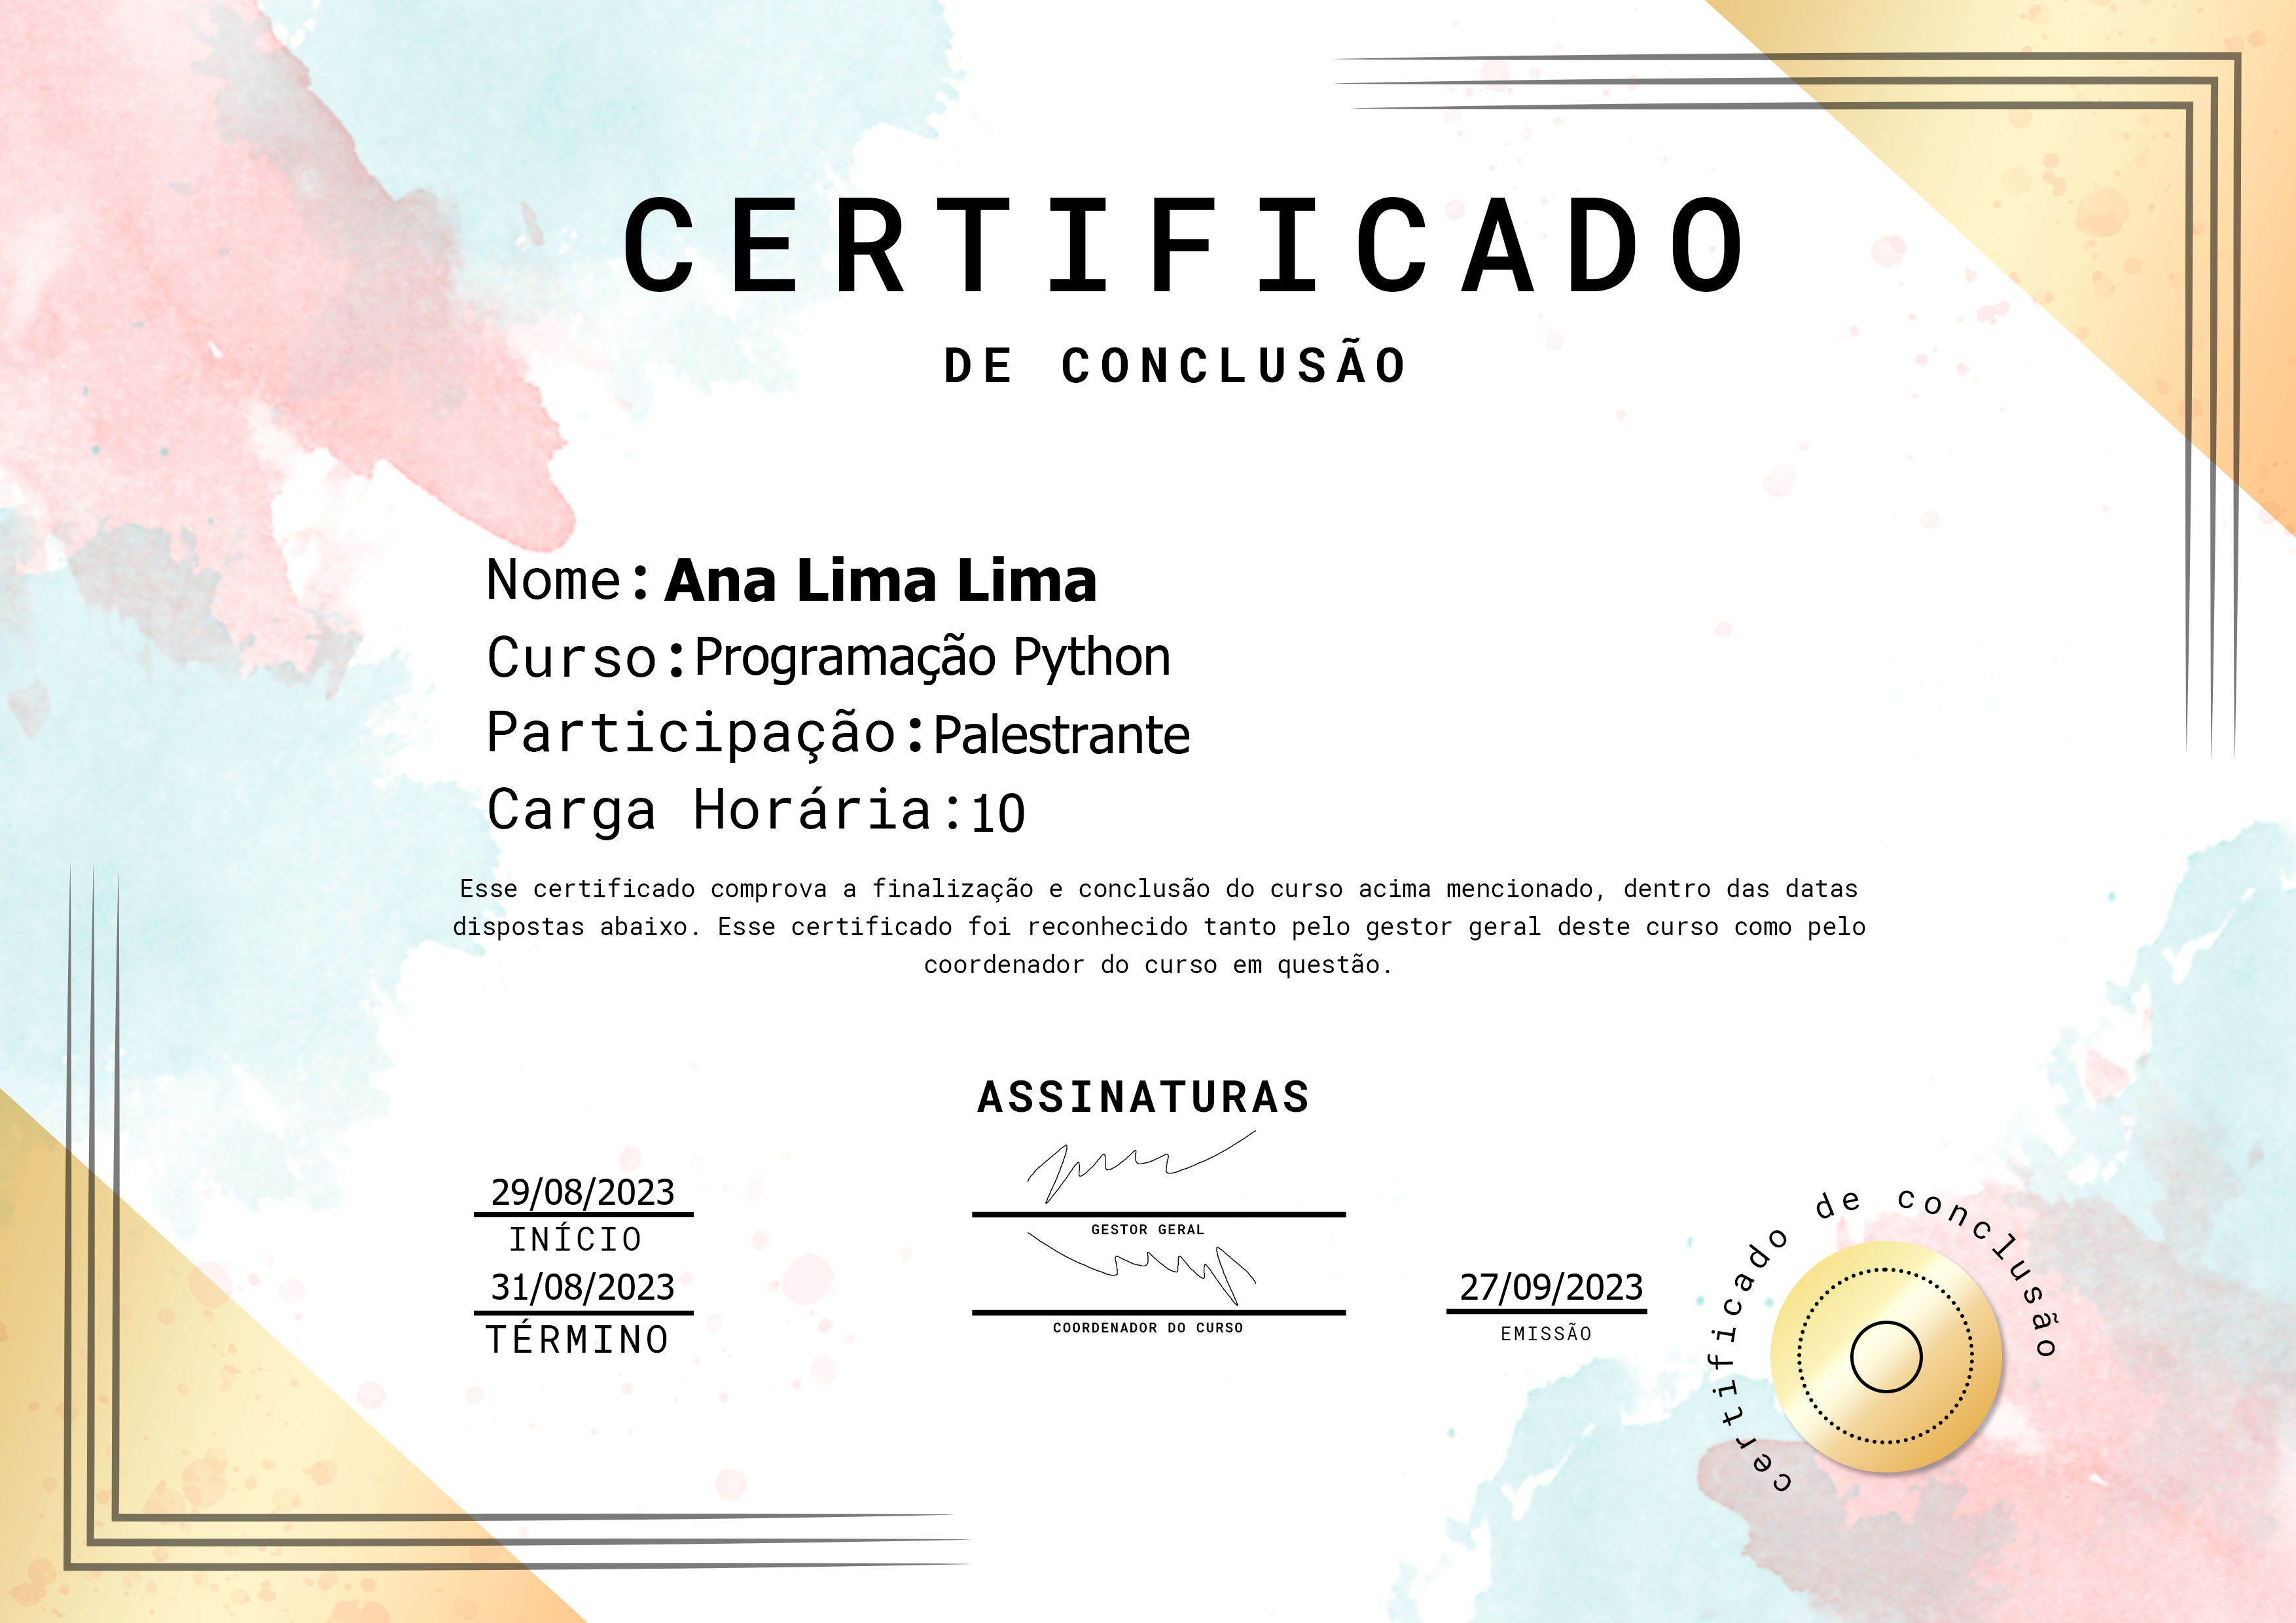 CERTIFICADO
DE CONCLUSÃO
Nome: Ana Lima Lima
Curso:Programação Python
Participação:Palestrante
Carga Horária:10
Esse certificado comprova a finalização e conclusão do curso acima mencionado, dentro das datas
dispostas abaixo. Esse certificado foi reconhecido tanto pelo gestor geral deste curso como pelo
coordenador do curso em questão.
ASSINATURAS
29/08/2023
INÍCIO
31/08/2023
TÉRMINO
GESTOR GERAL
COORDENADOR DO CURSO
27/09/2023
EMISSÃO
certificado de conclusão